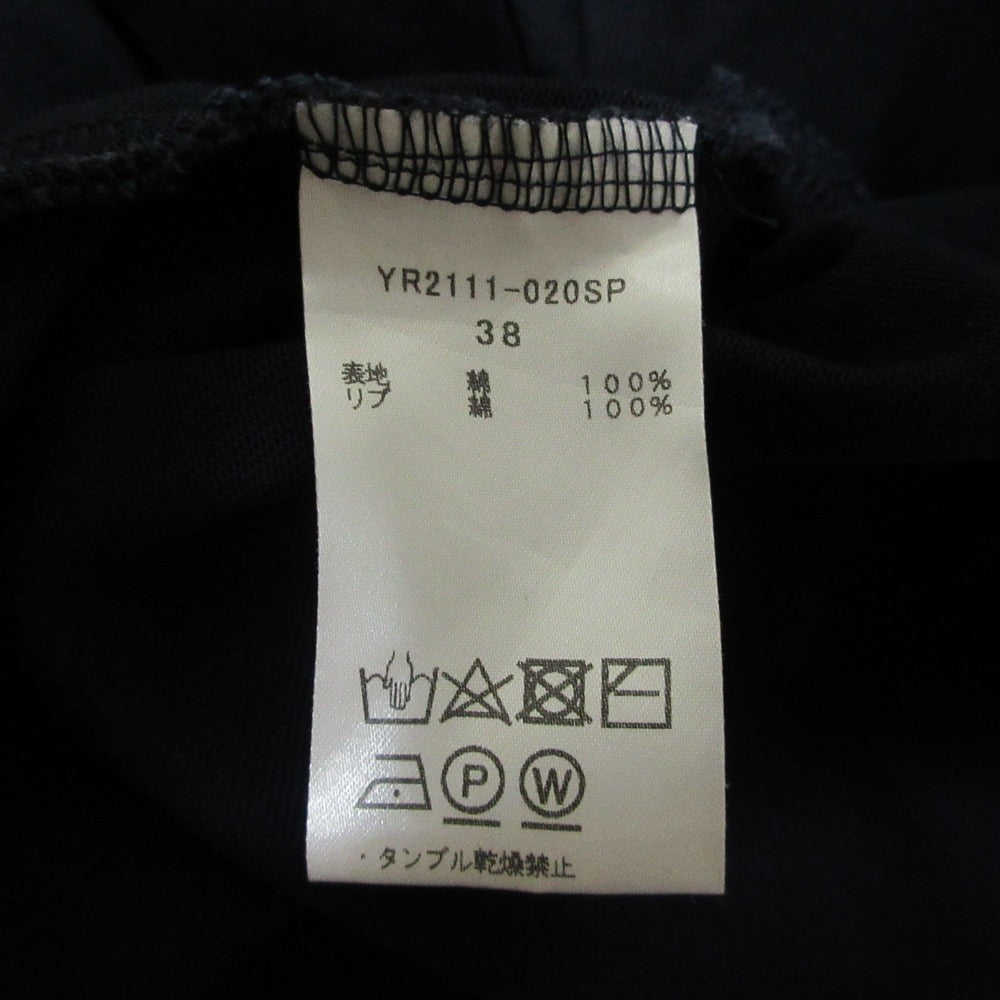 YR2111-020SP
38
表地 綿 100%
リブ 綿 100%
P W
・タンブル乾燥禁止